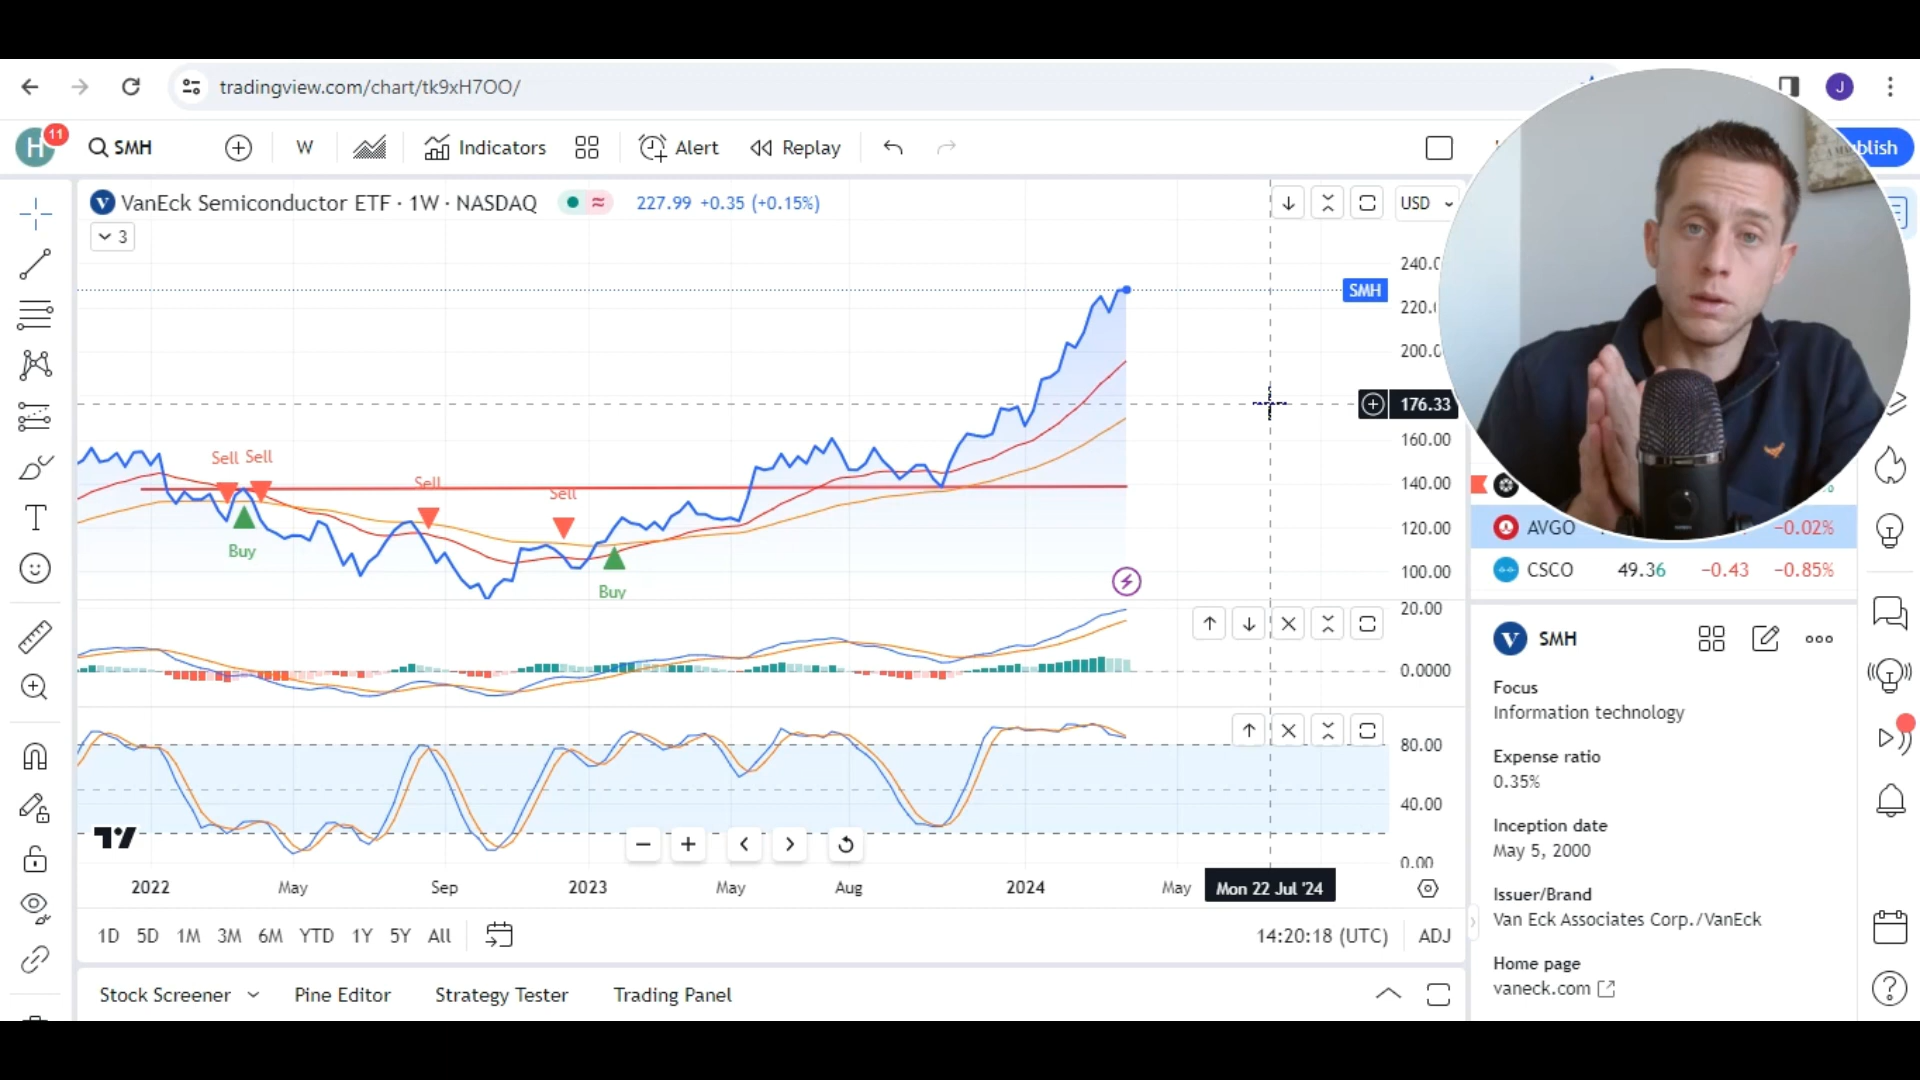 tradingview.com/chart/tk9xH7OO/
J
H
11
SMH
W
Indicators
Alert
Replay
VanEck Semiconductor ETF · 1W · NASDAQ
227.99 +0.35 (+0.15%)
USD
3
SMH
220.
160.00
140.00
120.00
100.00
176.33
Sell Sell
Sell
Sell
Buy
Buy
20.00
0.0000
80.00
40.00
0.00
2022 May Sep 2023 May Aug 2024 May
Mon 22 Jul '24
1D 5D 1M 3M 6M YTD 1Y 5Y All
14:20:18 (UTC)
ADJ
Stock Screener
Pine Editor
Strategy Tester
Trading Panel
AVGO −0.02%
CSCO 49.36 −0.43 −0.85%
SMH
Focus
Information technology
Expense ratio
0.35%
Inception date
May 5, 2000
Issuer/Brand
Van Eck Associates Corp./VanEck
Home page
vaneck.com